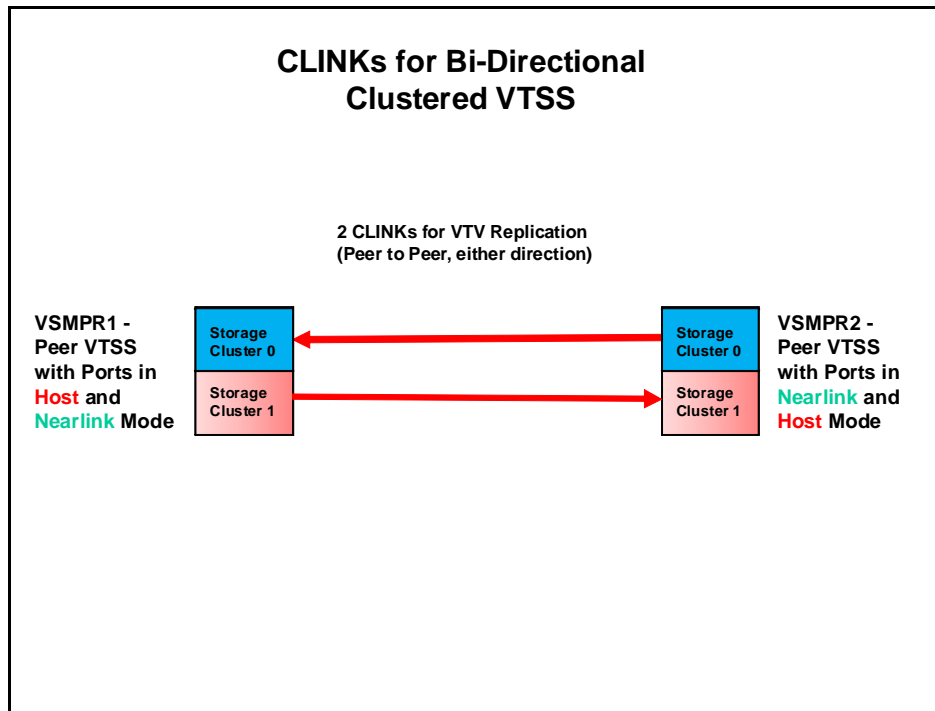 CLINKs for Bi-Directional
Clustered VTSS
2 CLINKs for VTV Replication
(Peer to Peer, either direction)
VSMPR1 -
Peer VTSS
with Ports in
Host and
Nearlink Mode
Storage
Cluster 0
Storage
Cluster 1
Storage
Cluster 0
Storage
Cluster 1
VSMPR2 -
Peer VTSS
with Ports in
Nearlink and
Host Mode